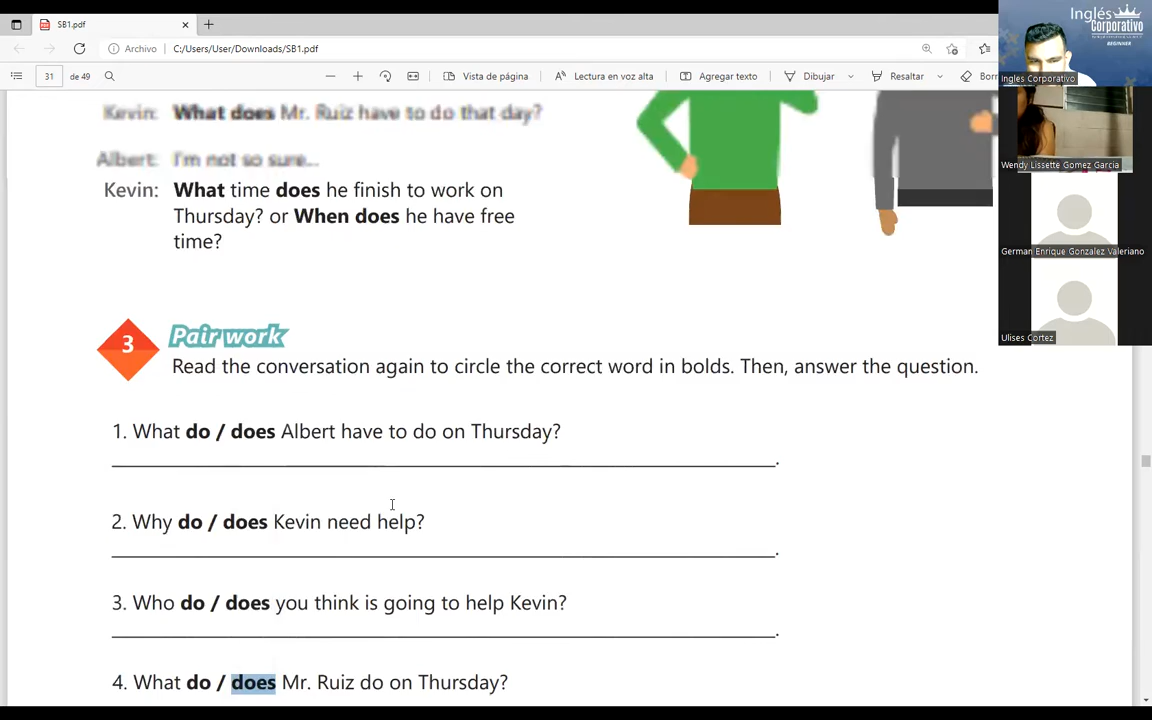 SB1.pdf
Archivo
C:/Users/User/Downloads/SB1.pdf
31
de 49
Vista de página
Lectura en voz alta
Agregar texto
Dibujar
Resaltar
Borr
Kevin: What does Mr. Ruiz have to do that day?
Albert: I'm not so sure...
Kevin: What time does he finish to work on
Thursday? or When does he have free
time?
3
Pair work
Read the conversation again to circle the correct word in bolds. Then, answer the question.
1. What do / does Albert have to do on Thursday?
2. Why do / does Kevin need help?
3. Who do / does you think is going to help Kevin?
4. What do / does Mr. Ruiz do on Thursday?
Inglés
Corporativo
BEGINNER
Ingles Corporativo
Wendy Lissette Gomez Garcia
German Enrique Gonzalez Valeriano
Ulises Cortez